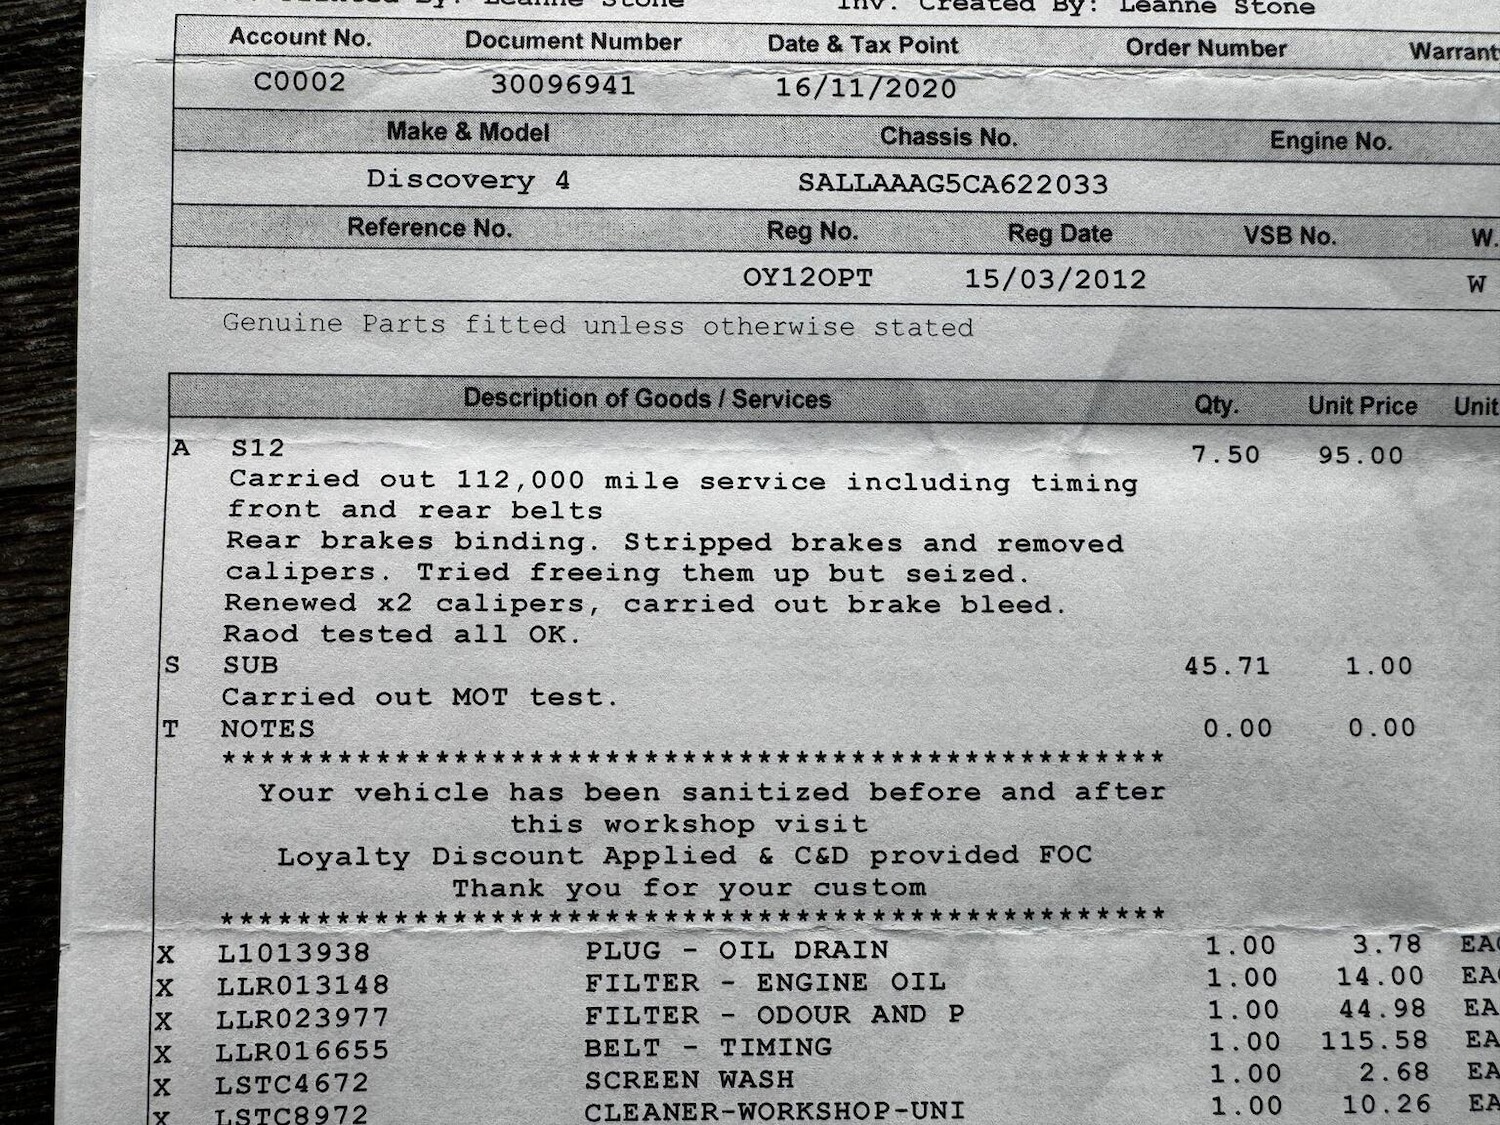 By: Leanne Stone Inv. Created By: Leanne Stone
Account No. Document Number Date & Tax Point Order Number Warrant
C0002 30096941 16/11/2020
Make & Model Chassis No. Engine No.
Discovery 4 SALLAAAG5CA622033
Reference No. Reg No. Reg Date VSB No. W.
OY12OPT 15/03/2012 W
Genuine Parts fitted unless otherwise stated
Description of Goods / Services Qty. Unit Price Unit
A S12 7.50 95.00
Carried out 112,000 mile service including timing
front and rear belts
Rear brakes binding. Stripped brakes and removed
calipers. Tried freeing them up but seized.
Renewed x2 calipers, carried out brake bleed.
Raod tested all OK.
S SUB 45.71 1.00
Carried out MOT test.
T NOTES 0.00 0.00
*************************************************
Your vehicle has been sanitized before and after
this workshop visit
Loyalty Discount Applied & C&D provided FOC
Thank you for your custom
*************************************************
X L1013938 PLUG - OIL DRAIN 1.00 3.78 EAC
X LLR013148 FILTER - ENGINE OIL 1.00 14.00 EAC
X LLR023977 FILTER - ODOUR AND P 1.00 44.98 EA
X LLR016655 BELT - TIMING 1.00 115.58 EA
X LSTC4672 SCREEN WASH 1.00 2.68 EA
X LSTC8972 CLEANER-WORKSHOP-UNI 1.00 10.26 EA